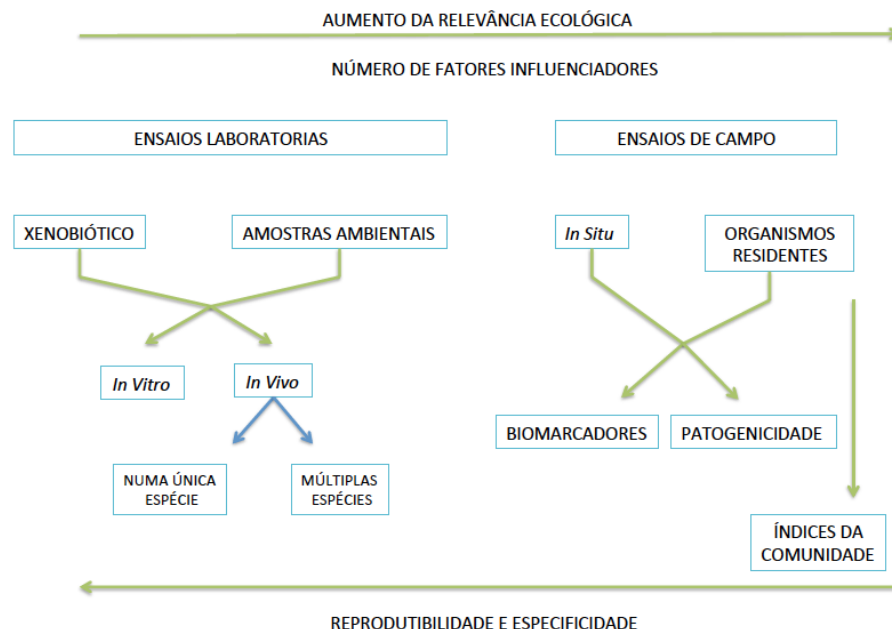 AUMENTO DA RELEVÂNCIA ECOLÓGICA
NÚMERO DE FATORES INFLUENCIADORES
ENSAIOS LABORATORIAS
ENSAIOS DE CAMPO
XENOBIÓTICO
AMOSTRAS AMBIENTAIS
In Situ
ORGANISMOS
RESIDENTES
In Vitro
In Vivo
BIOMARCADORES
PATOGENICIDADE
NUMA ÚNICA
ESPÉCIE
MÚLTIPLAS
ESPÉCIES
ÍNDICES DA
COMUNIDADE
REPRODUTIBILIDADE E ESPECIFICIDADE